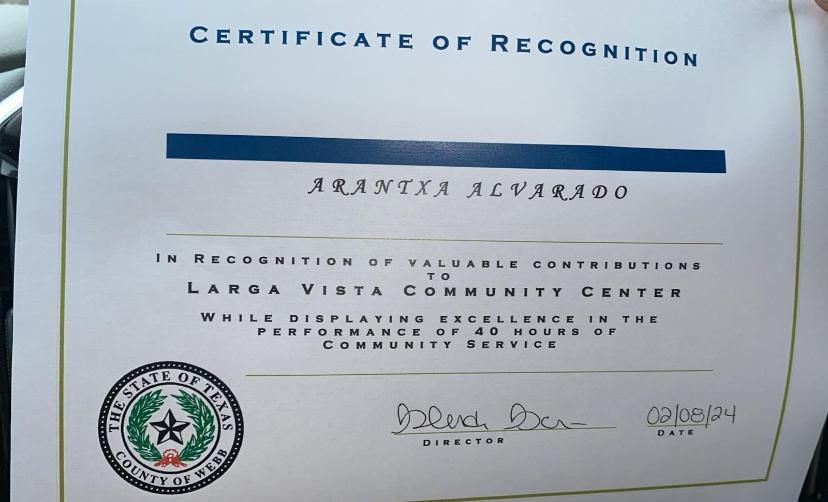 CERTIFICATE OF RECOGNITION
ARANTXA ALVARADO
IN RECOGNITION OF VALUABLE CONTRIBUTIONS
TO
LARGA VISTA COMMUNITY CENTER
WHILE DISPLAYING EXCELLENCE IN THE
PERFORMANCE OF 40 HOURS OF
COMMUNITY SERVICE
THE STATE OF TEXAS
COUNTY OF WEBB
02/08/24
DIRECTOR
DATE